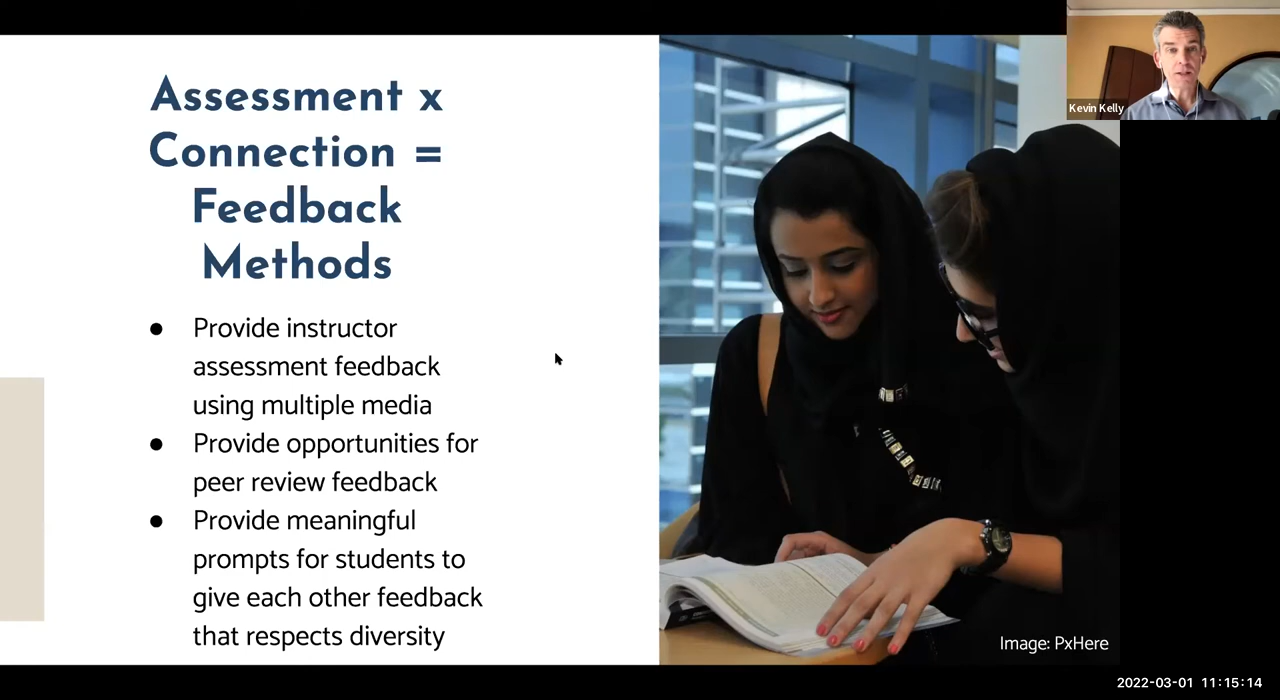 Assessment x
Connection =
Feedback
Methods
● Provide instructor
assessment feedback
using multiple media
● Provide opportunities for
peer review feedback
● Provide meaningful
prompts for students to
give each other feedback
that respects diversity
Kevin Kelly
Image: PxHere
2022-03-01 11:15:14